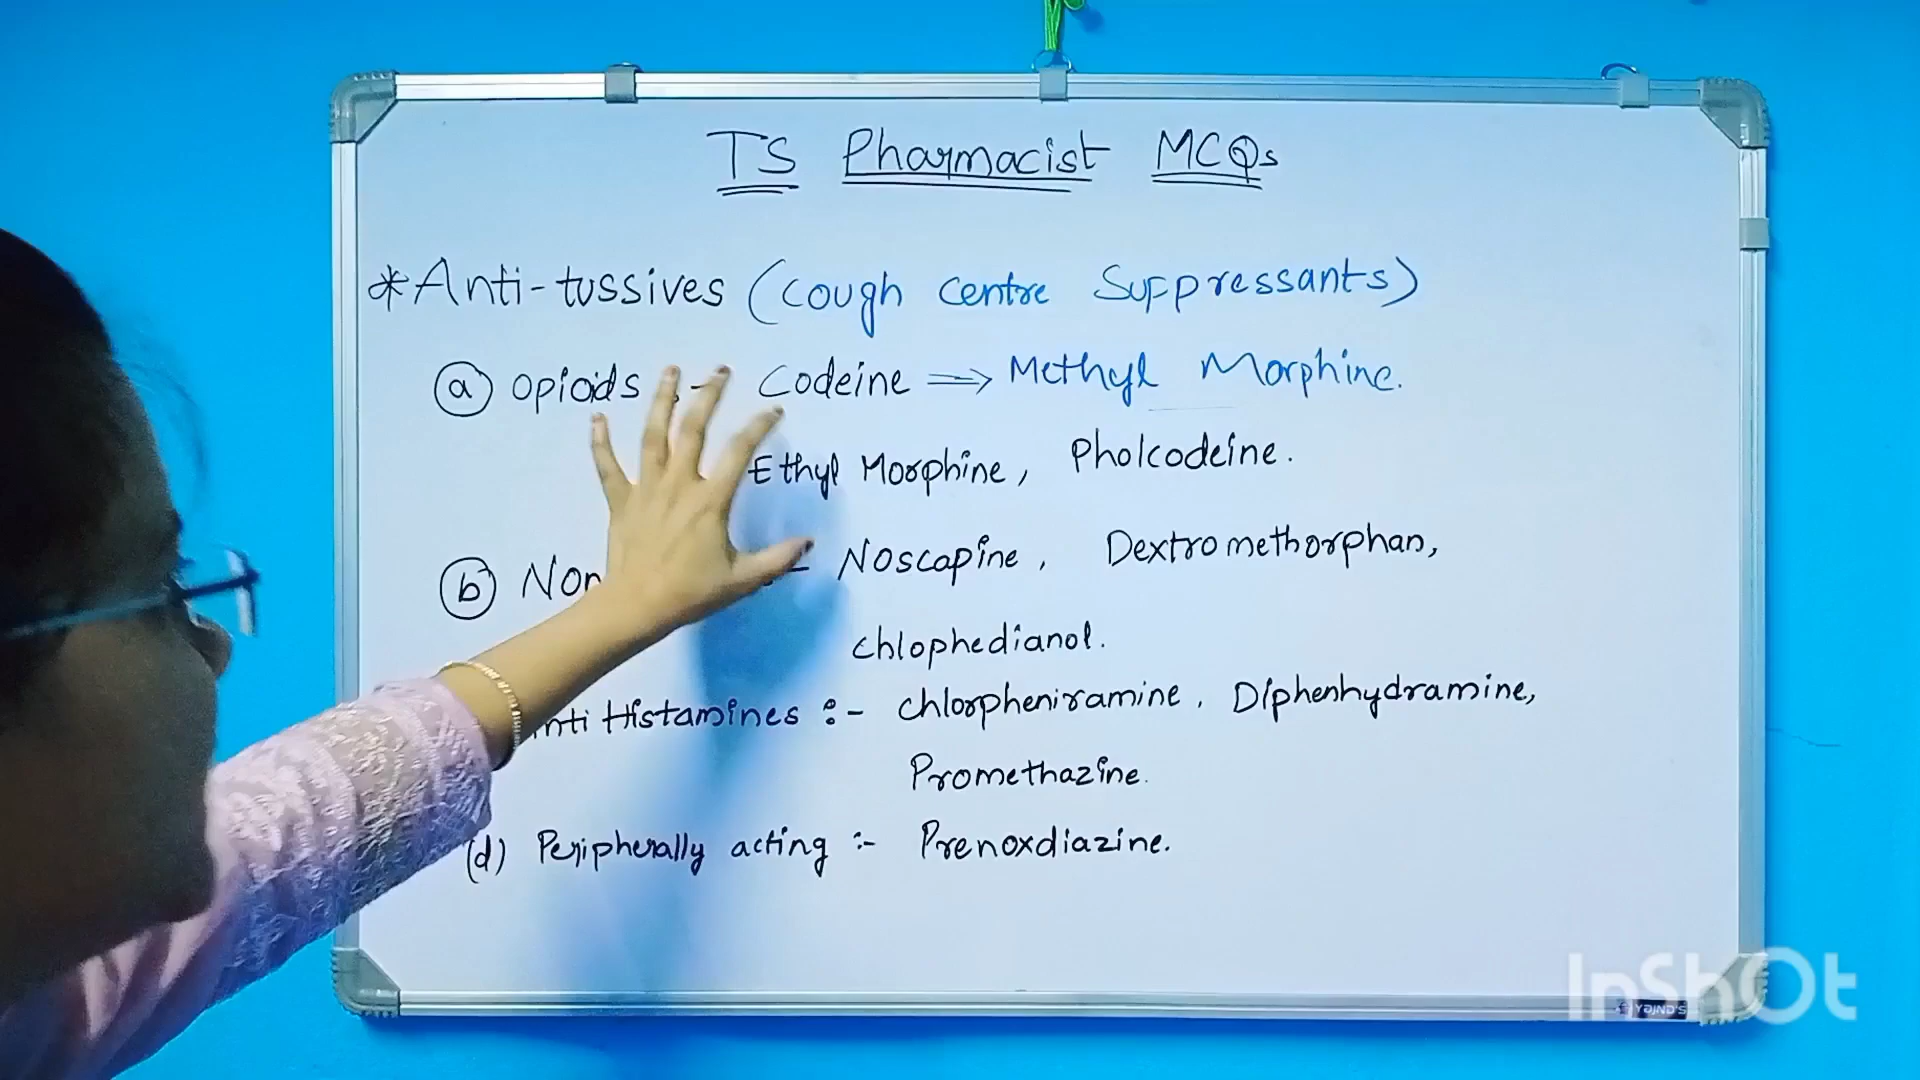 TS Pharmacist MCQs
*Anti-tussives (cough centre Suppressants)
(a) opioids :- Codeine ⇒ Methyl Morphine.
Ethyl Morphine, Pholcodeine.
(b) Non :- Noscapine, Dextromethorphan,
chlophedianol.
nti Histamines :- chlorpheniramine, Diphenhydramine,
Promethazine.
(d) Peripherally acting :- Prenoxdiazine.
InShOt